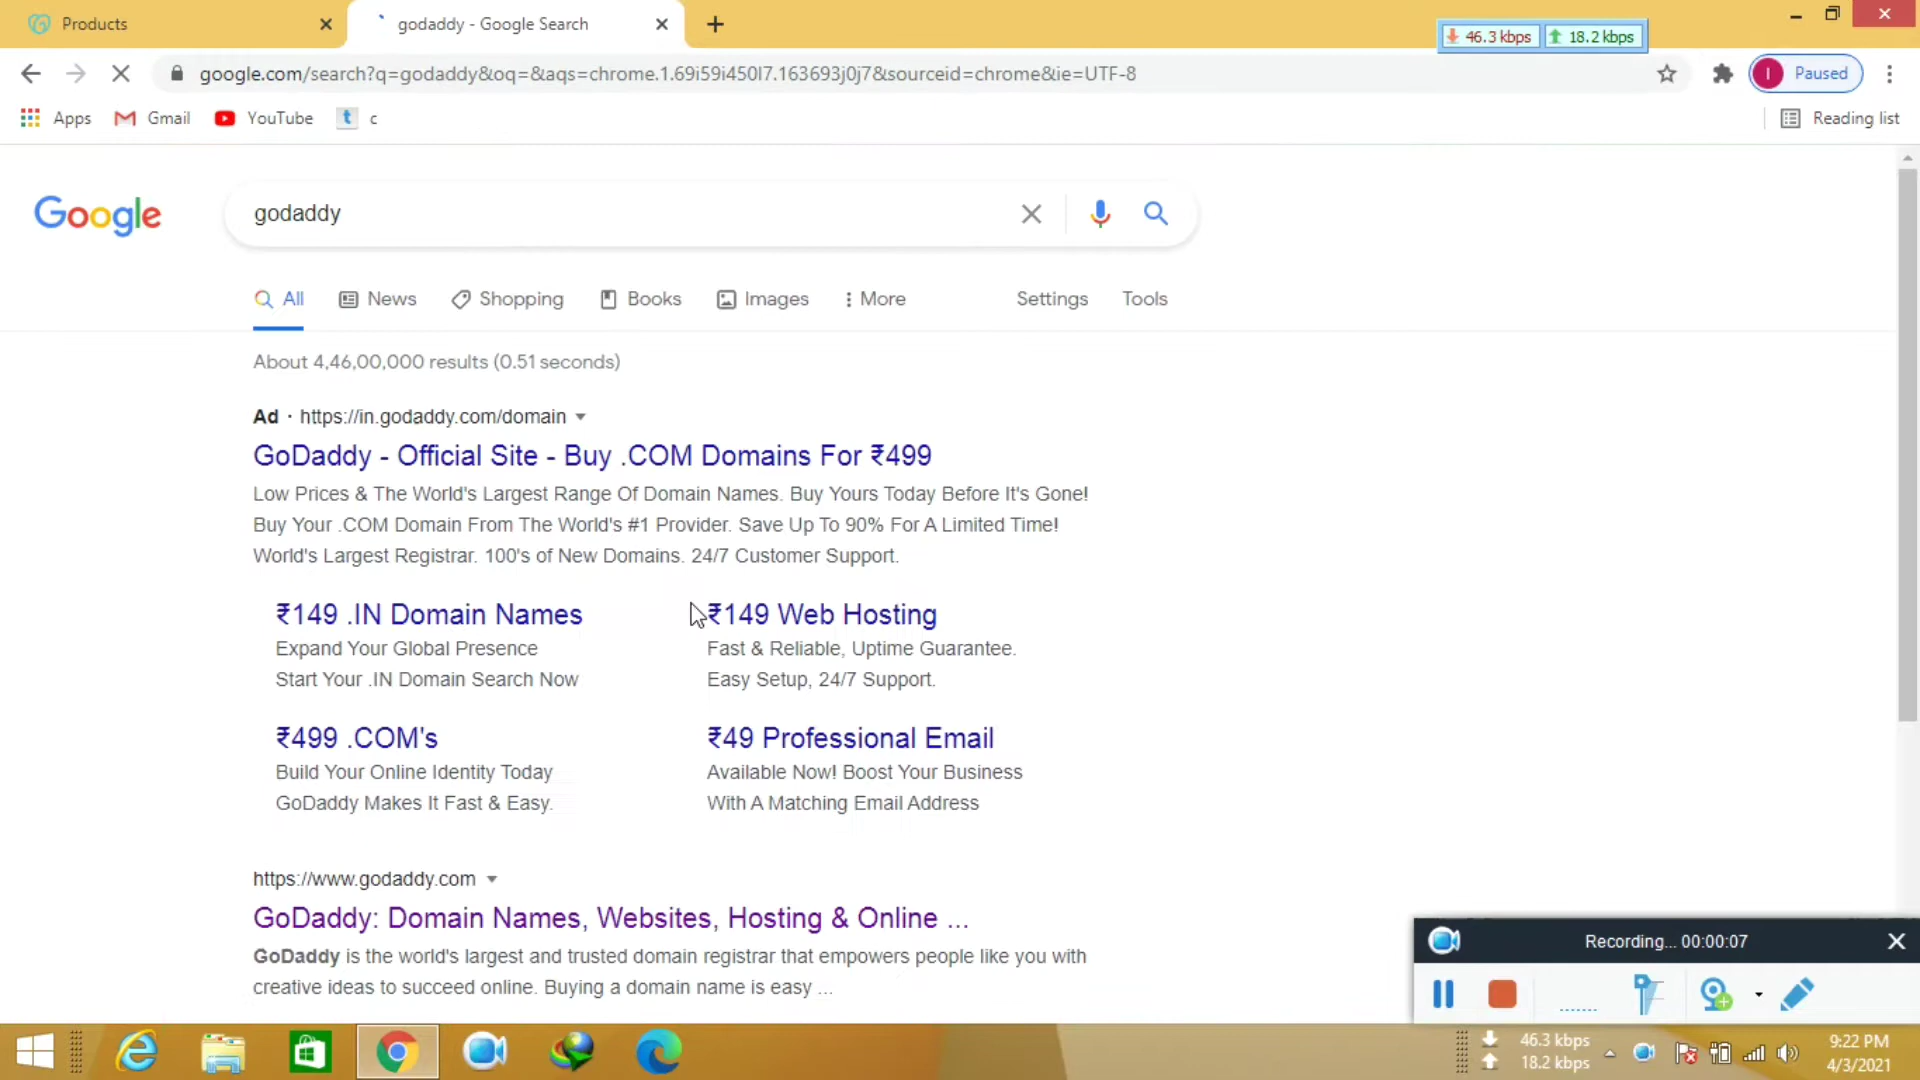 Products
godaddy - Google Search
46.3 kbps
18.2 kbps
google.com/search?q=godaddy&oq=&aqs=chrome.1.69i59i450l7.163693j0j7&sourceid=chrome&ie=UTF-8
I
Paused
Apps
Gmail
YouTube
t
c
Reading list
Google
godaddy
All
News
Shopping
Books
Images
More
Settings
Tools
About 4,46,00,000 results (0.51 seconds)
Ad · https://in.godaddy.com/domain
GoDaddy - Official Site - Buy .COM Domains For ₹499
Low Prices & The World's Largest Range Of Domain Names. Buy Yours Today Before It's Gone!
Buy Your .COM Domain From The World's #1 Provider. Save Up To 90% For A Limited Time!
World's Largest Registrar. 100's of New Domains. 24/7 Customer Support.
₹149 .IN Domain Names
Expand Your Global Presence
Start Your .IN Domain Search Now
₹149 Web Hosting
Fast & Reliable, Uptime Guarantee.
Easy Setup, 24/7 Support.
₹499 .COM's
Build Your Online Identity Today
GoDaddy Makes It Fast & Easy.
₹49 Professional Email
Available Now! Boost Your Business
With A Matching Email Address
https://www.godaddy.com
GoDaddy: Domain Names, Websites, Hosting & Online ...
GoDaddy is the world's largest and trusted domain registrar that empowers people like you with
creative ideas to succeed online. Buying a domain name is easy ...
Recording... 00:00:07
46.3 kbps
18.2 kbps
9:22 PM
4/3/2021